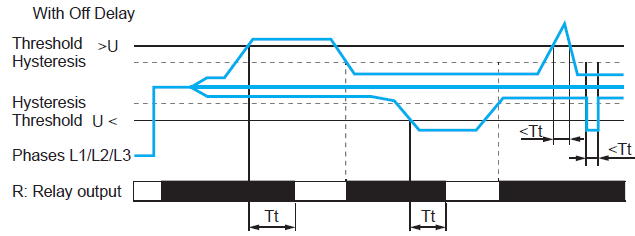 With Off Delay
Threshold >U
Hysteresis
Hysteresis
Threshold U <
<Tt
<Tt
Phases L1/L2/L3
R: Relay output
Tt
Tt